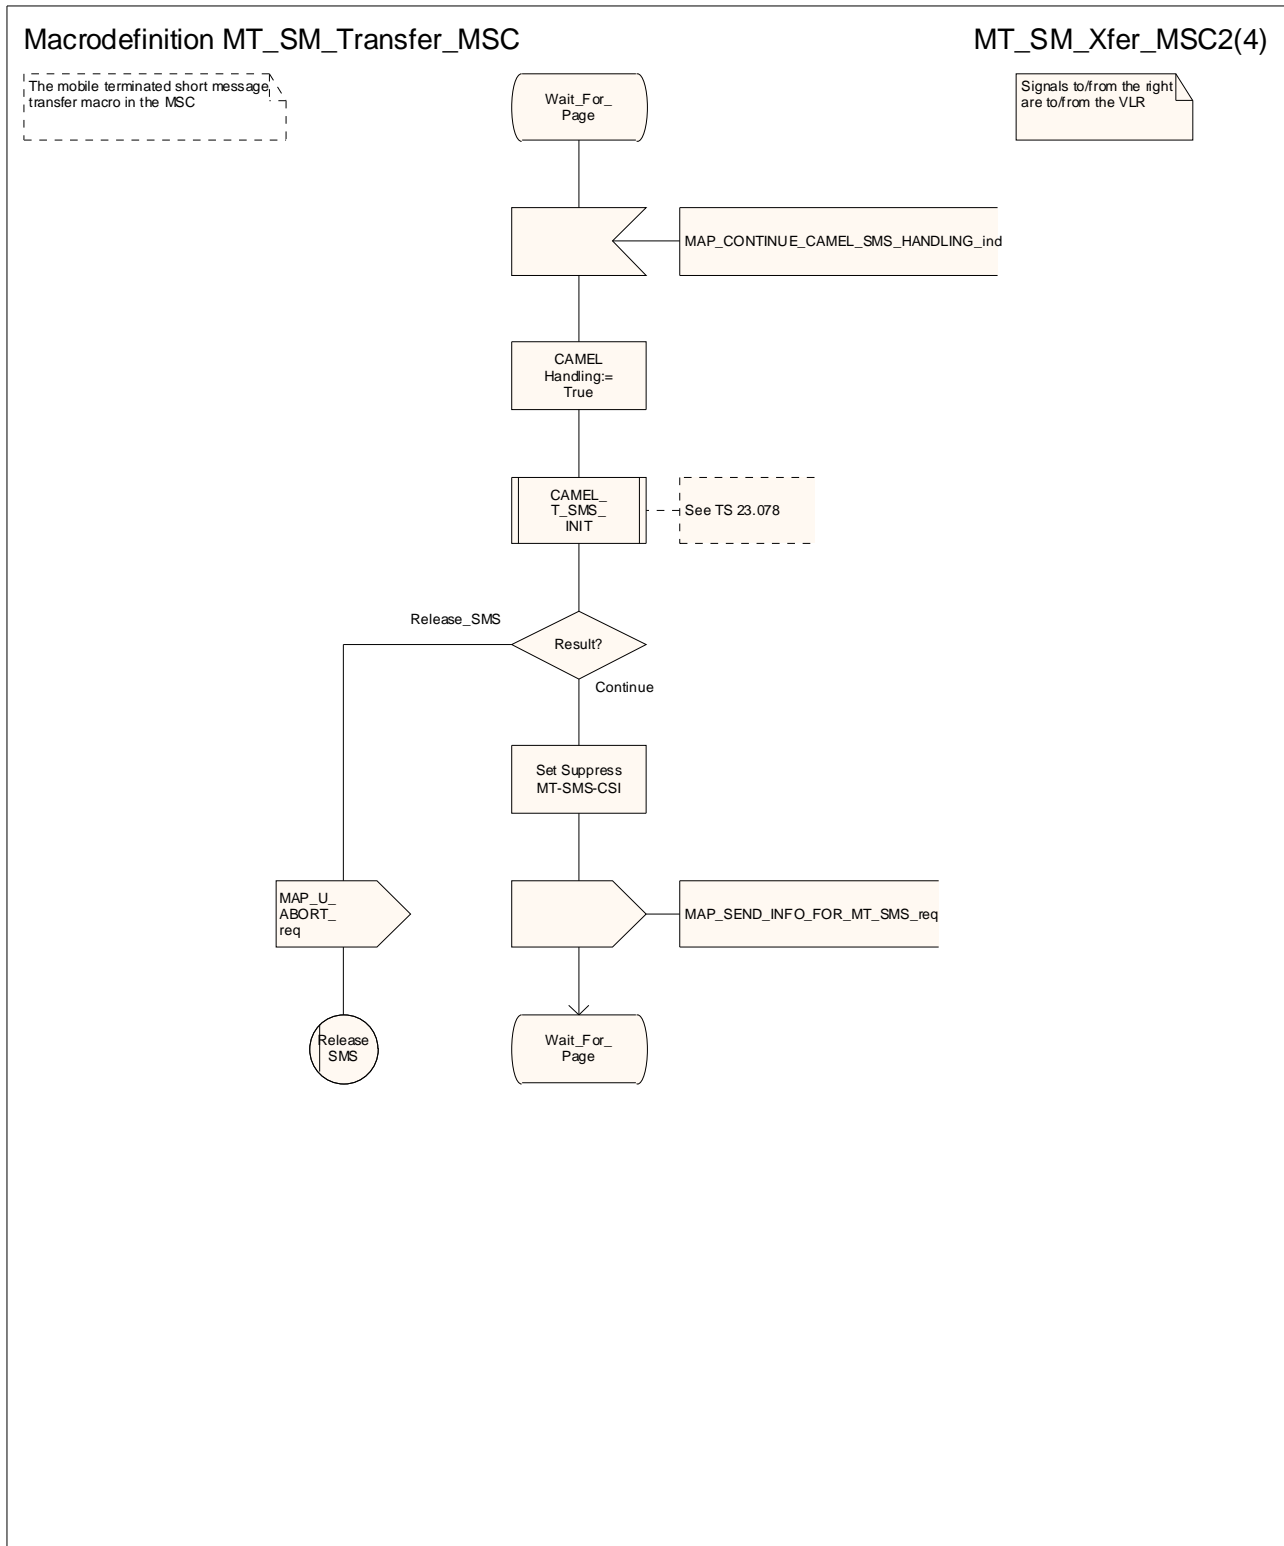 Macrodefinition MT_SM_Transfer_MSC
MT_SM_Xfer_MSC2(4)
The mobile terminated short message
transfer macro in the MSC
Wait_For_
Page
Signals to/from the right
are to/from the VLR
MAP_CONTINUE_CAMEL_SMS_HANDLING_ind
CAMEL
Handling:=
True
CAMEL_
T_SMS_
INIT
See TS 23.078
Release_SMS
Result?
Continue
Set Suppress
MT-SMS-CSI
MAP_U_
ABORT_
req
MAP_SEND_INFO_FOR_MT_SMS_req
Release
SMS
Wait_For_
Page